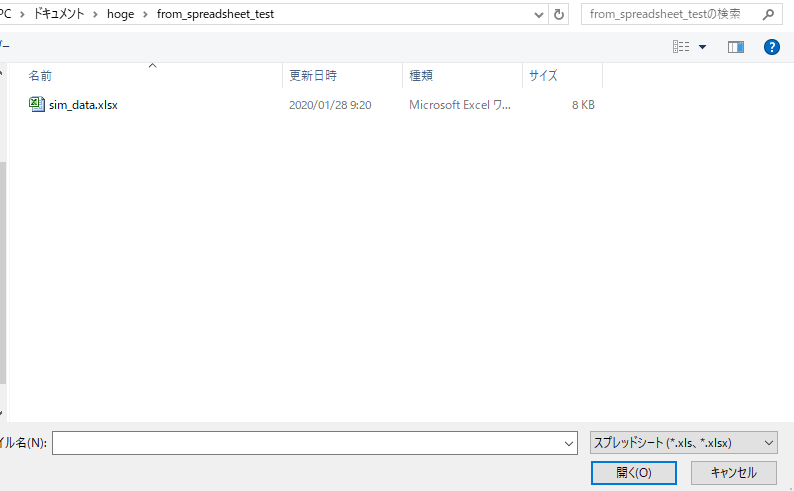 PC > ドキュメント > hoge > from_spreadsheet_test
from_spreadsheet_testの検索
?
名前 更新日時 種類 サイズ
sim_data.xlsx 2020/01/28 9:20 Microsoft Excel ワ... 8 KB
イル名(N):
スプレッドシート (*.xls、*.xlsx)
開く(O) キャンセル